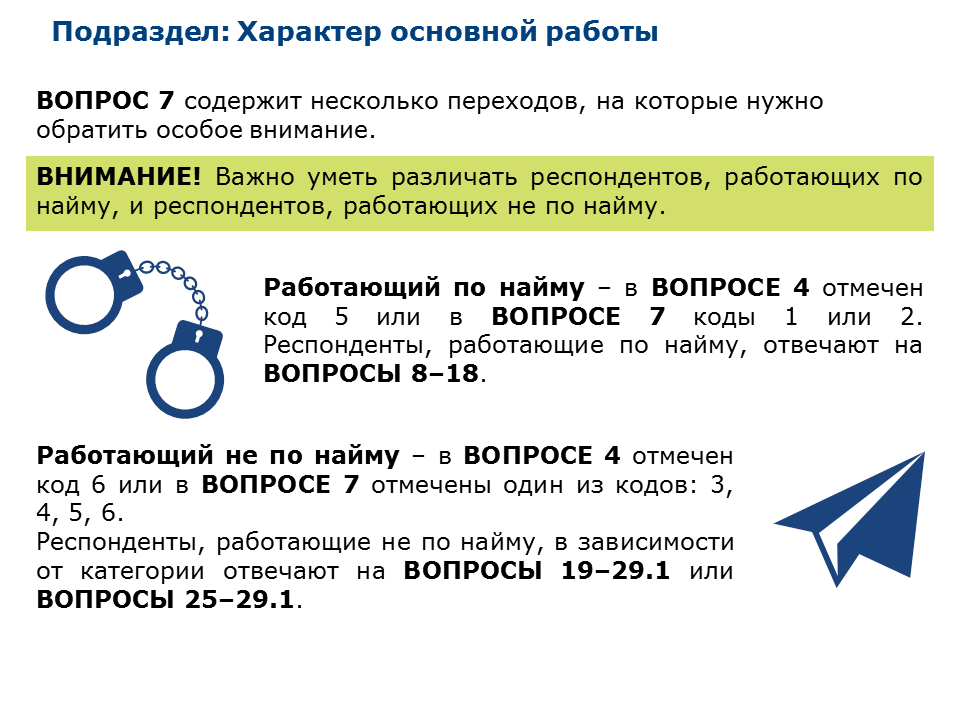 Подраздел: Характер основной работы
ВОПРОС 7 содержит несколько переходов, на которые нужно
обратить особое внимание.
ВНИМАНИЕ! Важно уметь различать респондентов, работающих по
найму, и респондентов, работающих не по найму.
Работающий по найму – в ВОПРОСЕ 4 отмечен
код 5 или в ВОПРОСЕ 7 коды 1 или 2.
Респонденты, работающие по найму, отвечают на
ВОПРОСЫ 8–18.
Работающий не по найму – в ВОПРОСЕ 4 отмечен
код 6 или в ВОПРОСЕ 7 отмечены один из кодов: 3,
4, 5, 6.
Респонденты, работающие не по найму, в зависимости
от категории отвечают на ВОПРОСЫ 19–29.1 или
ВОПРОСЫ 25–29.1.